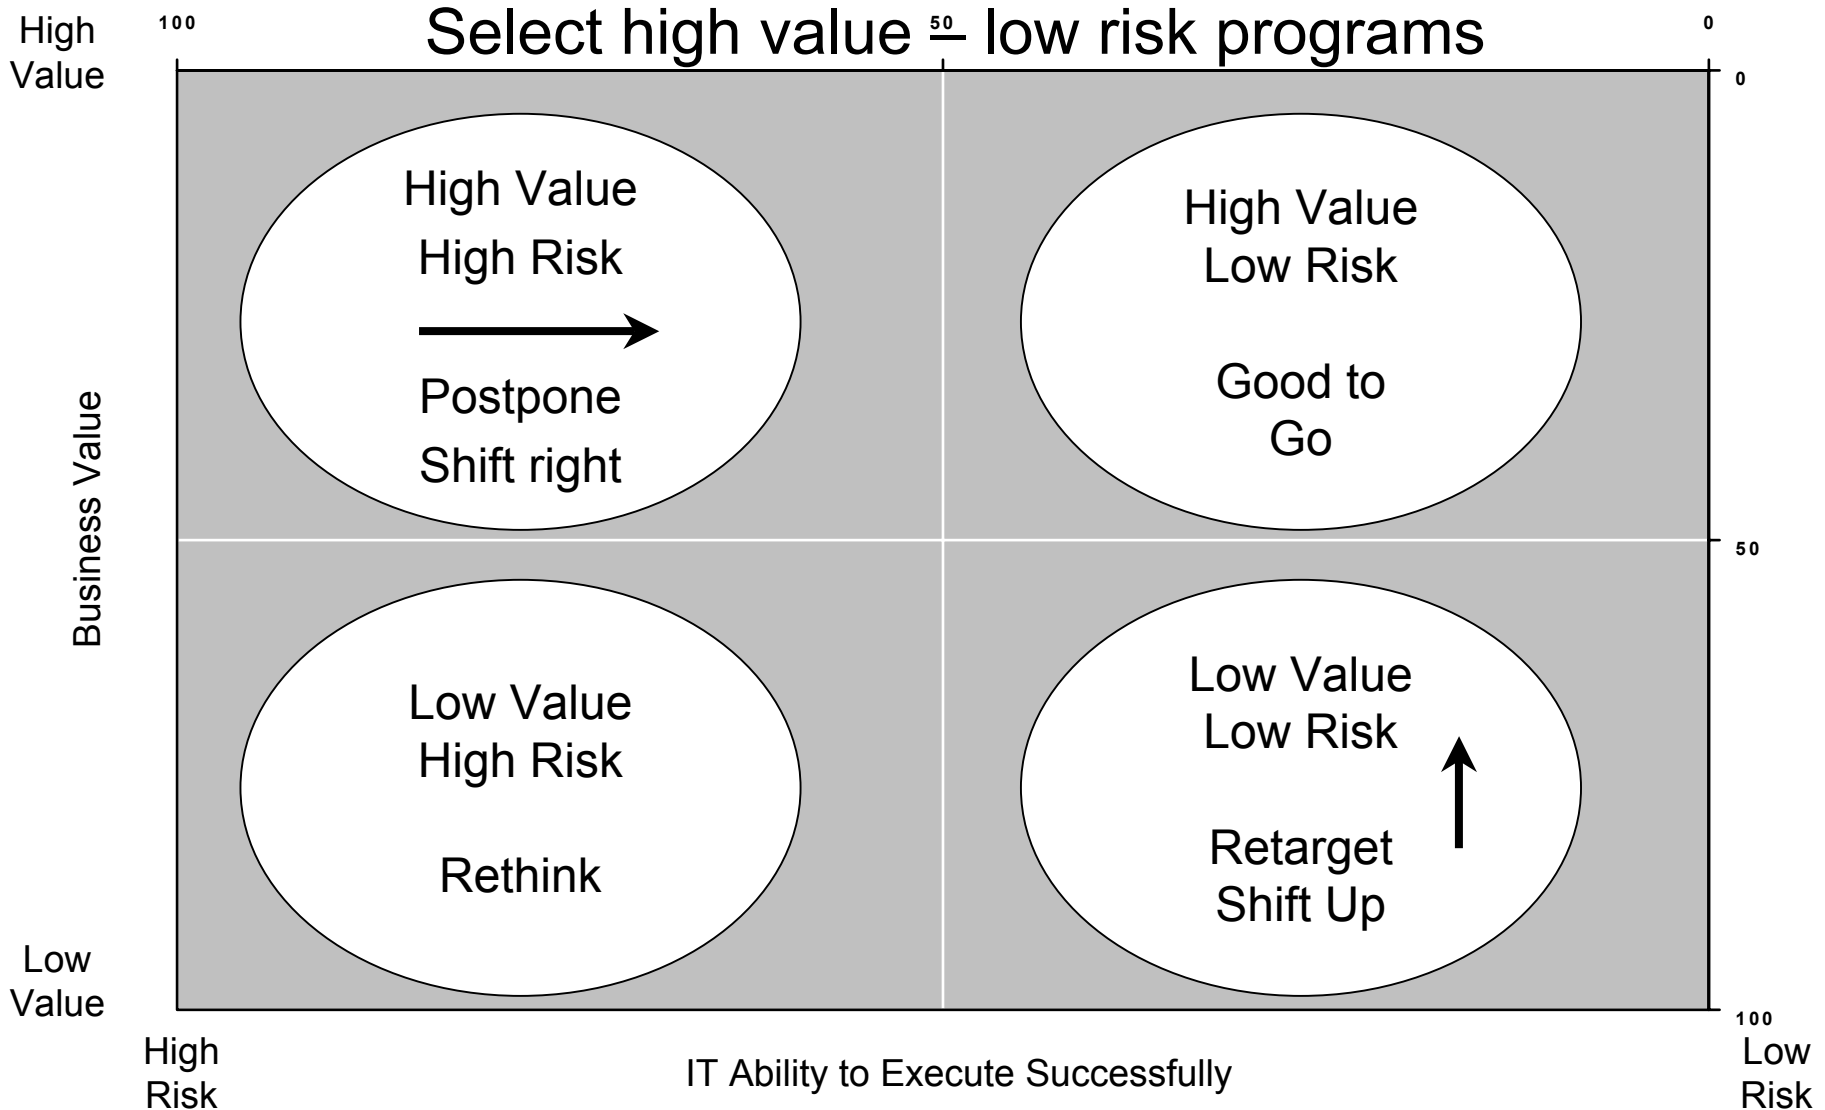 Select high value – low risk programs
100
50
0
High
Value
0
High Value
High Risk
Postpone
Shift right
High Value
Low Risk
Good to
Go
Business Value
50
Low Value
High Risk
Rethink
Low Value
Low Risk
Retarget
Shift Up
Low
Value
100
High
Risk
IT Ability to Execute Successfully
Low
Risk